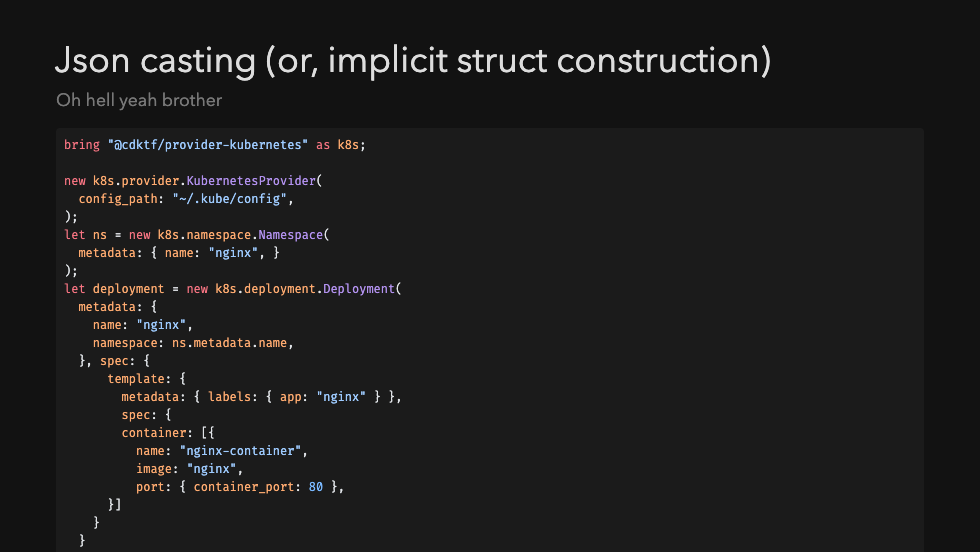 Json casting (or, implicit struct construction)
Oh hell yeah brother
bring "@cdktf/provider-kubernetes" as k8s;
new k8s.provider.KubernetesProvider(
  config_path: "~/.kube/config",
);
let ns = new k8s.namespace.Namespace(
  metadata: { name: "nginx", }
);
let deployment = new k8s.deployment.Deployment(
  metadata: {
    name: "nginx",
    namespace: ns.metadata.name,
  }, spec: {
      template: {
        metadata: { labels: { app: "nginx" } },
        spec: {
        container: [{
          name: "nginx-container",
          image: "nginx",
          port: { container_port: 80 },
      }]
    }
  }